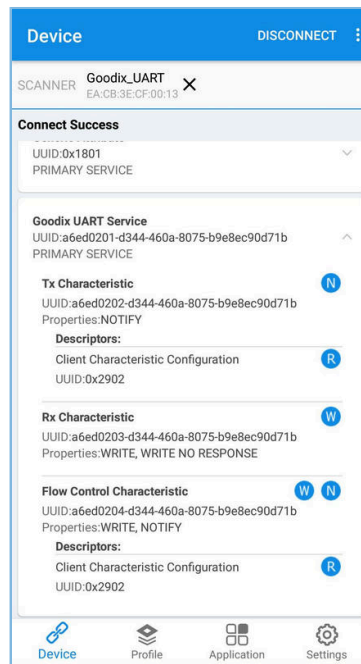 Device DISCONNECT
SCANNER Goodix_UART
EA:CB:3E:CF:00:13
Connect Success
UUID:0x1801
PRIMARY SERVICE
Goodix UART Service
UUID:a6ed0201-d344-460a-8075-b9e8ec90d71b
PRIMARY SERVICE
Tx Characteristic N
UUID:a6ed0202-d344-460a-8075-b9e8ec90d71b
Properties:NOTIFY
Descriptors:
Client Characteristic Configuration R
UUID:0x2902
Rx Characteristic W
UUID:a6ed0203-d344-460a-8075-b9e8ec90d71b
Properties:WRITE, WRITE NO RESPONSE
Flow Control Characteristic W N
UUID:a6ed0204-d344-460a-8075-b9e8ec90d71b
Properties:WRITE, NOTIFY
Descriptors:
Client Characteristic Configuration R
UUID:0x2902
Device Profile Application Settings